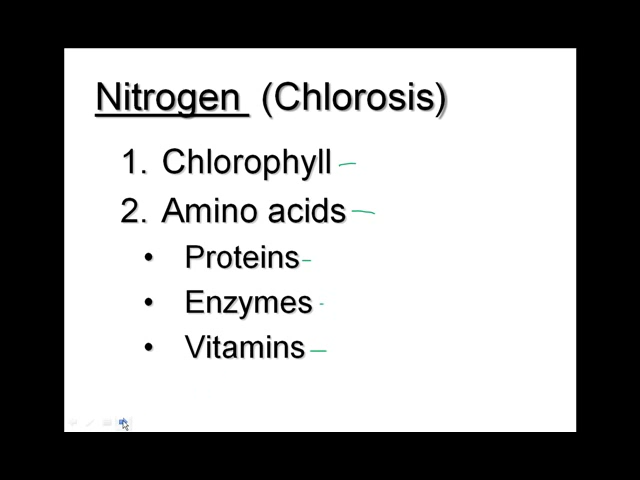 Nitrogen (Chlorosis)
1. Chlorophyll
2. Amino acids
• Proteins
• Enzymes
• Vitamins